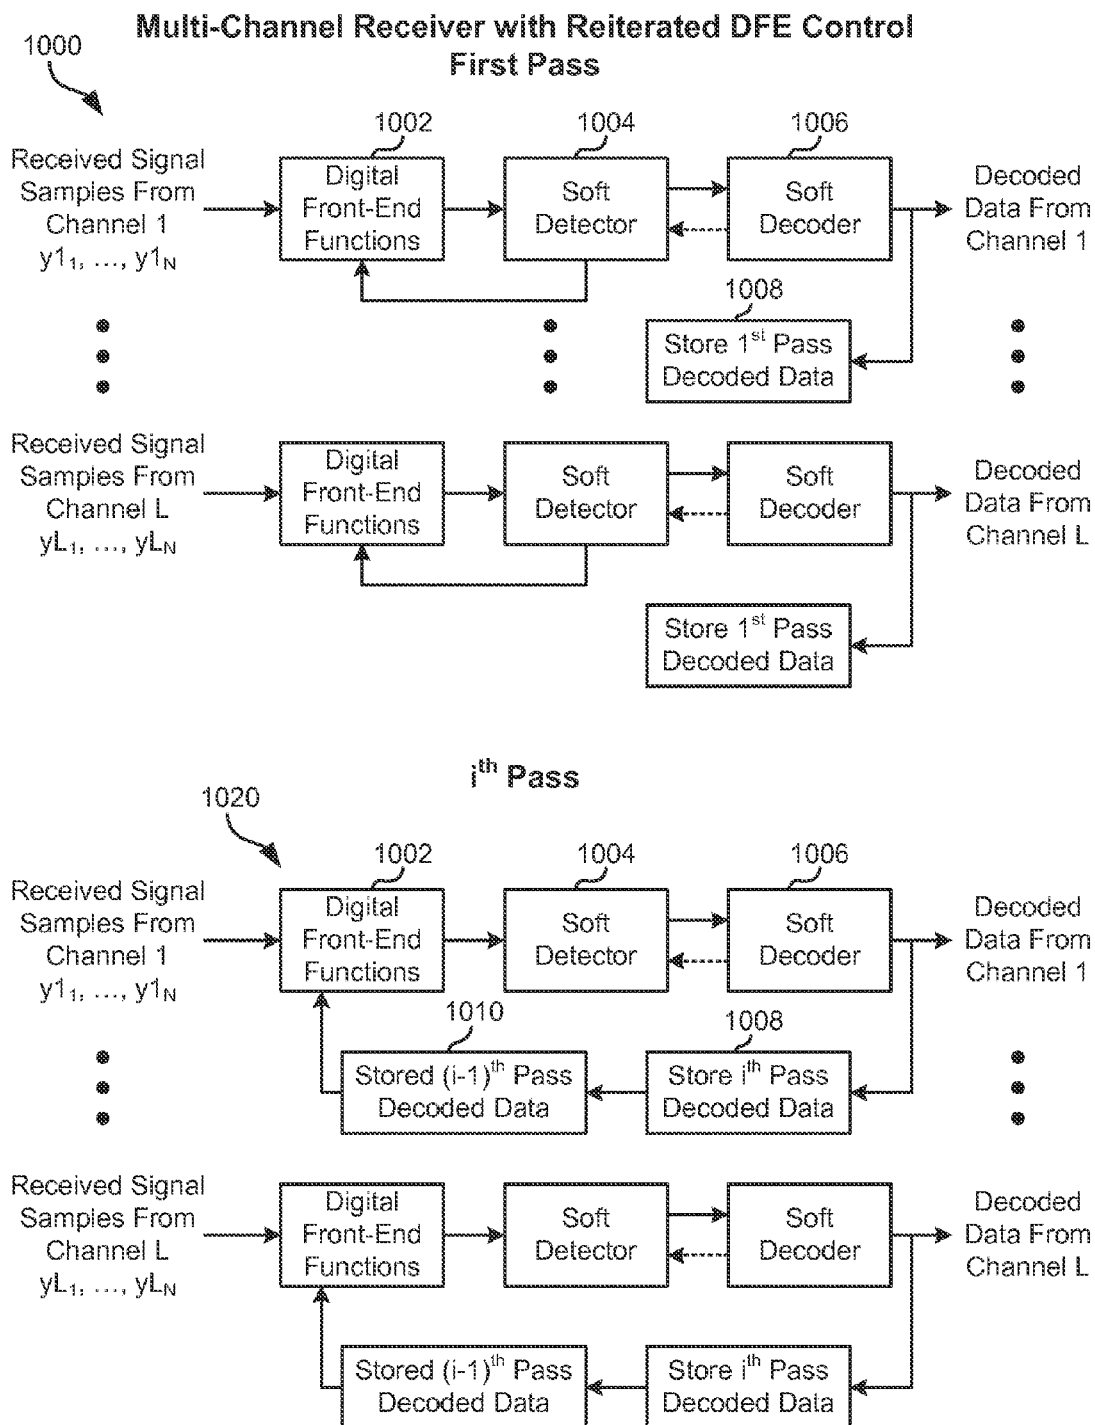 Multi-Channel Receiver with Reiterated DFE Control
First Pass
1000
1002
1004
1006
Received Signal
Samples From
Channel 1
y1₁, …, y1_N
Digital
Front-End
Functions
Soft
Detector
Soft
Decoder
Decoded
Data From
Channel 1
1008
Store 1st Pass
Decoded Data
Received Signal
Samples From
Channel L
yL₁, …, yL_N
Digital
Front-End
Functions
Soft
Detector
Soft
Decoder
Decoded
Data From
Channel L
Store 1st Pass
Decoded Data
ith Pass
1020
1002
1004
1006
Received Signal
Samples From
Channel 1
y1₁, …, y1_N
Digital
Front-End
Functions
Soft
Detector
Soft
Decoder
Decoded
Data From
Channel 1
1010
1008
Stored (i-1)th Pass
Decoded Data
Store ith Pass
Decoded Data
Received Signal
Samples From
Channel L
yL₁, …, yL_N
Digital
Front-End
Functions
Soft
Detector
Soft
Decoder
Decoded
Data From
Channel L
Stored (i-1)th Pass
Decoded Data
Store ith Pass
Decoded Data